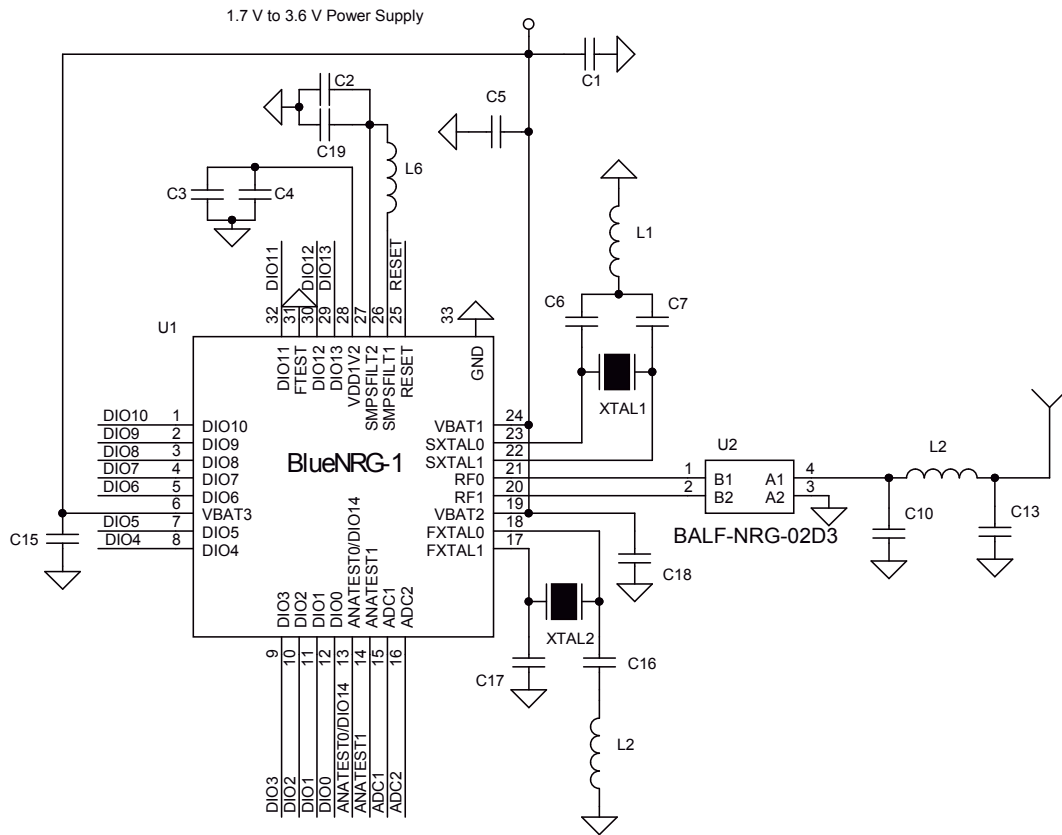 1.7 V to 3.6 V Power Supply
C1
C2
C5
C19
L6
C3
C4
L1
DIO11
DIO12
DIO13
RESET
C6
C7
32
31
30
29
28
27
26
25
33
U1
DIO11
FTEST
DIO12
DIO13
VDD1V2
SMPSFILT2
SMPSFILT1
RESET
GND
XTAL1
DIO10 1 DIO10
DIO9 2 DIO9
DIO8 3 DIO8
DIO7 4 DIO7
DIO6 5 DIO6
6 VBAT3
DIO5 7 DIO5
DIO4 8 DIO4
C15
BlueNRG-1
VBAT1 24
SXTAL0 23
SXTAL1 22
RF0 21
RF1 20
VBAT2 19
FXTAL0 18
FXTAL1 17
U2
1 B1 A1 4
2 B2 A2 3
BALF-NRG-02D3
L2
C10
C13
C18
XTAL2
C17
C16
L2
DIO3
DIO2
DIO1
DIO0
ANATEST0/DIO14
ANATEST1
ADC1
ADC2
9
10
11
12
13
14
15
16
DIO3
DIO2
DIO1
DIO0
ANATEST0/DIO14
ANATEST1
ADC1
ADC2